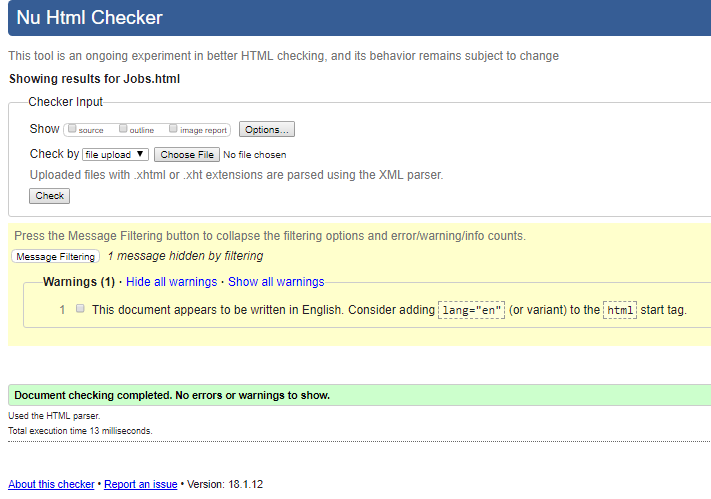 Nu Html Checker
This tool is an ongoing experiment in better HTML checking, and its behavior remains subject to change
Showing results for Jobs.html
Checker Input
Show source outline image report Options...
Check by file upload ▼ Choose File No file chosen
Uploaded files with .xhtml or .xht extensions are parsed using the XML parser.
Check
Press the Message Filtering button to collapse the filtering options and error/warning/info counts.
Message Filtering 1 message hidden by filtering
Warnings (1) · Hide all warnings · Show all warnings
1 This document appears to be written in English. Consider adding lang="en" (or variant) to the html start tag.
Document checking completed. No errors or warnings to show.
Used the HTML parser.
Total execution time 13 milliseconds.
About this checker • Report an issue • Version: 18.1.12